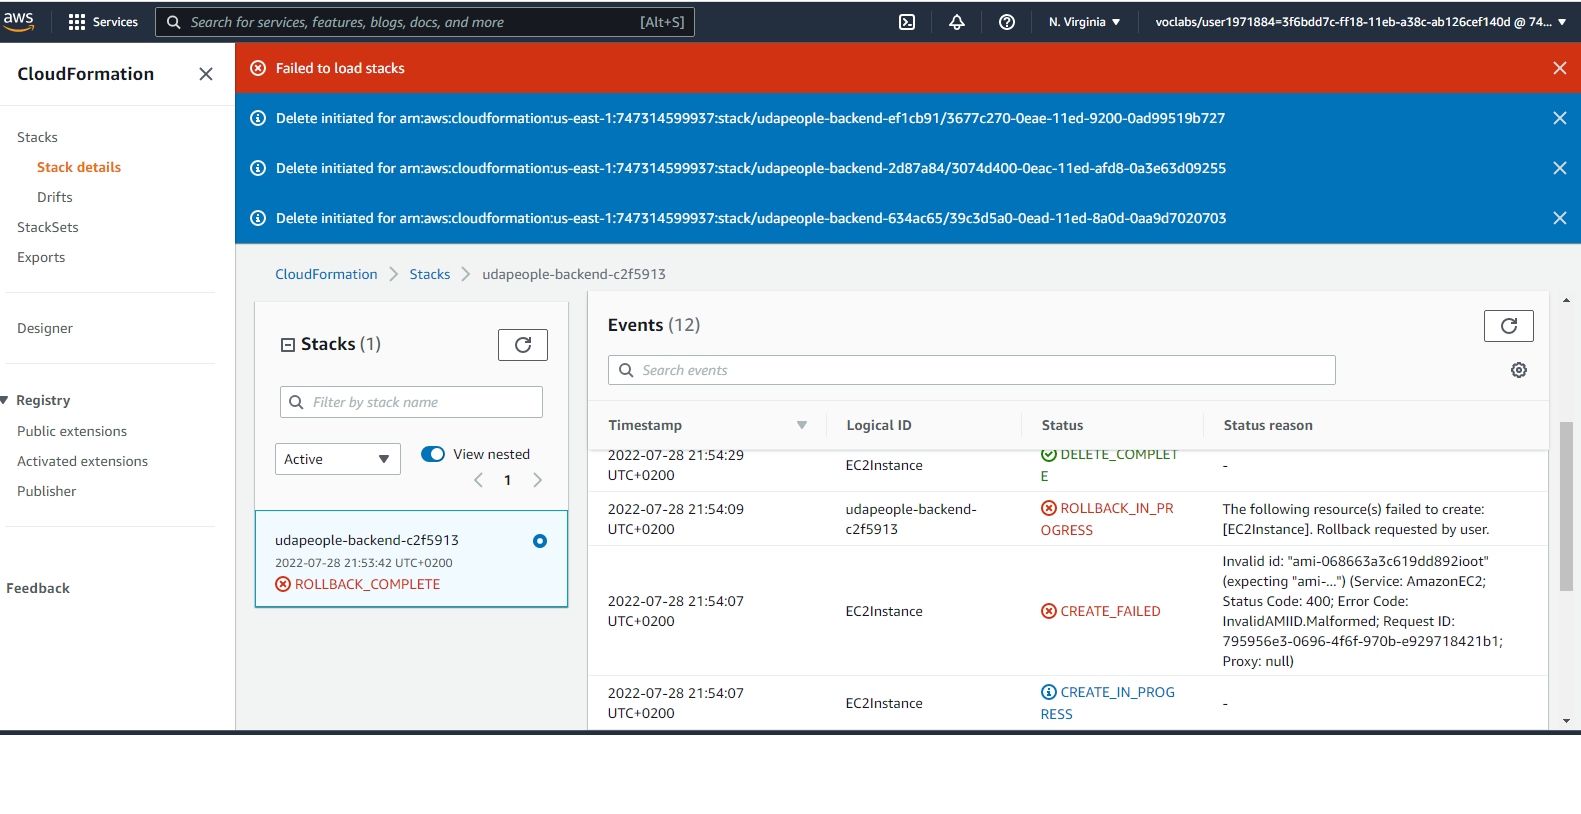 aws
Services
Search for services, features, blogs, docs, and more
[Alt+S]
N. Virginia
voclabs/user1971884=3f6bdd7c-ff18-11eb-a38c-ab126cef140d @ 74...
CloudFormation
Stacks
Stack details
Drifts
StackSets
Exports
Designer
Registry
Public extensions
Activated extensions
Publisher
Feedback
Failed to load stacks
Delete initiated for arn:aws:cloudformation:us-east-1:747314599937:stack/udapeople-backend-ef1cb91/3677c270-0eae-11ed-9200-0ad99519b727
Delete initiated for arn:aws:cloudformation:us-east-1:747314599937:stack/udapeople-backend-2d87a84/3074d400-0eac-11ed-afd8-0a3e63d09255
Delete initiated for arn:aws:cloudformation:us-east-1:747314599937:stack/udapeople-backend-634ac65/39c3d5a0-0ead-11ed-8a0d-0aa9d7020703
CloudFormation
Stacks
udapeople-backend-c2f5913
Stacks (1)
Filter by stack name
Active
View nested
1
udapeople-backend-c2f5913
2022-07-28 21:53:42 UTC+0200
ROLLBACK_COMPLETE
Events (12)
Search events
Timestamp
Logical ID
Status
Status reason
2022-07-28 21:54:29
UTC+0200
EC2Instance
DELETE_COMPLET
E
-
2022-07-28 21:54:09
UTC+0200
udapeople-backend-
c2f5913
ROLLBACK_IN_PR
OGRESS
The following resource(s) failed to create:
[EC2Instance]. Rollback requested by user.
2022-07-28 21:54:07
UTC+0200
EC2Instance
CREATE_FAILED
Invalid id: "ami-068663a3c619dd892ioot"
(expecting "ami-...") (Service: AmazonEC2;
Status Code: 400; Error Code:
InvalidAMIID.Malformed; Request ID:
795956e3-0696-4f6f-970b-e929718421b1;
Proxy: null)
2022-07-28 21:54:07
UTC+0200
EC2Instance
CREATE_IN_PROG
RESS
-